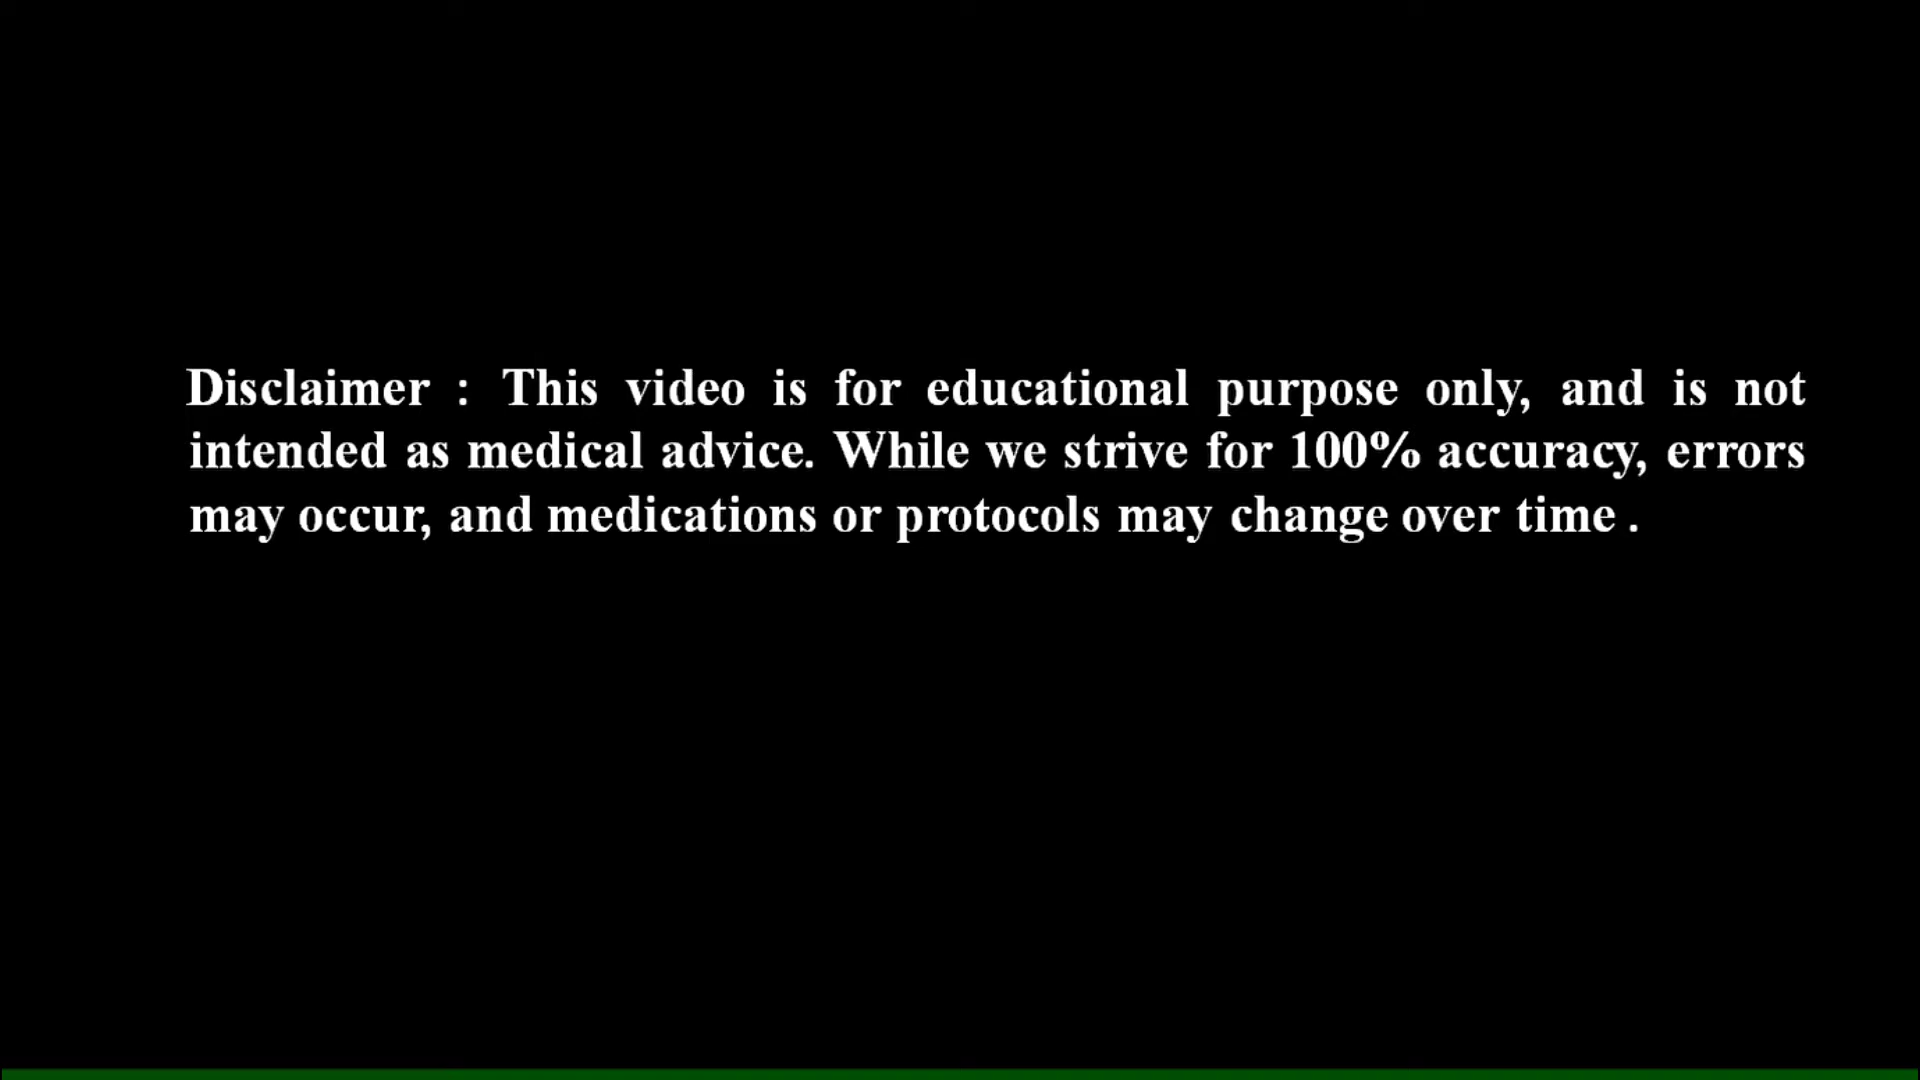 Disclaimer : This video is for educational purpose only, and is not
intended as medical advice. While we strive for 100% accuracy, errors
may occur, and medications or protocols may change over time .